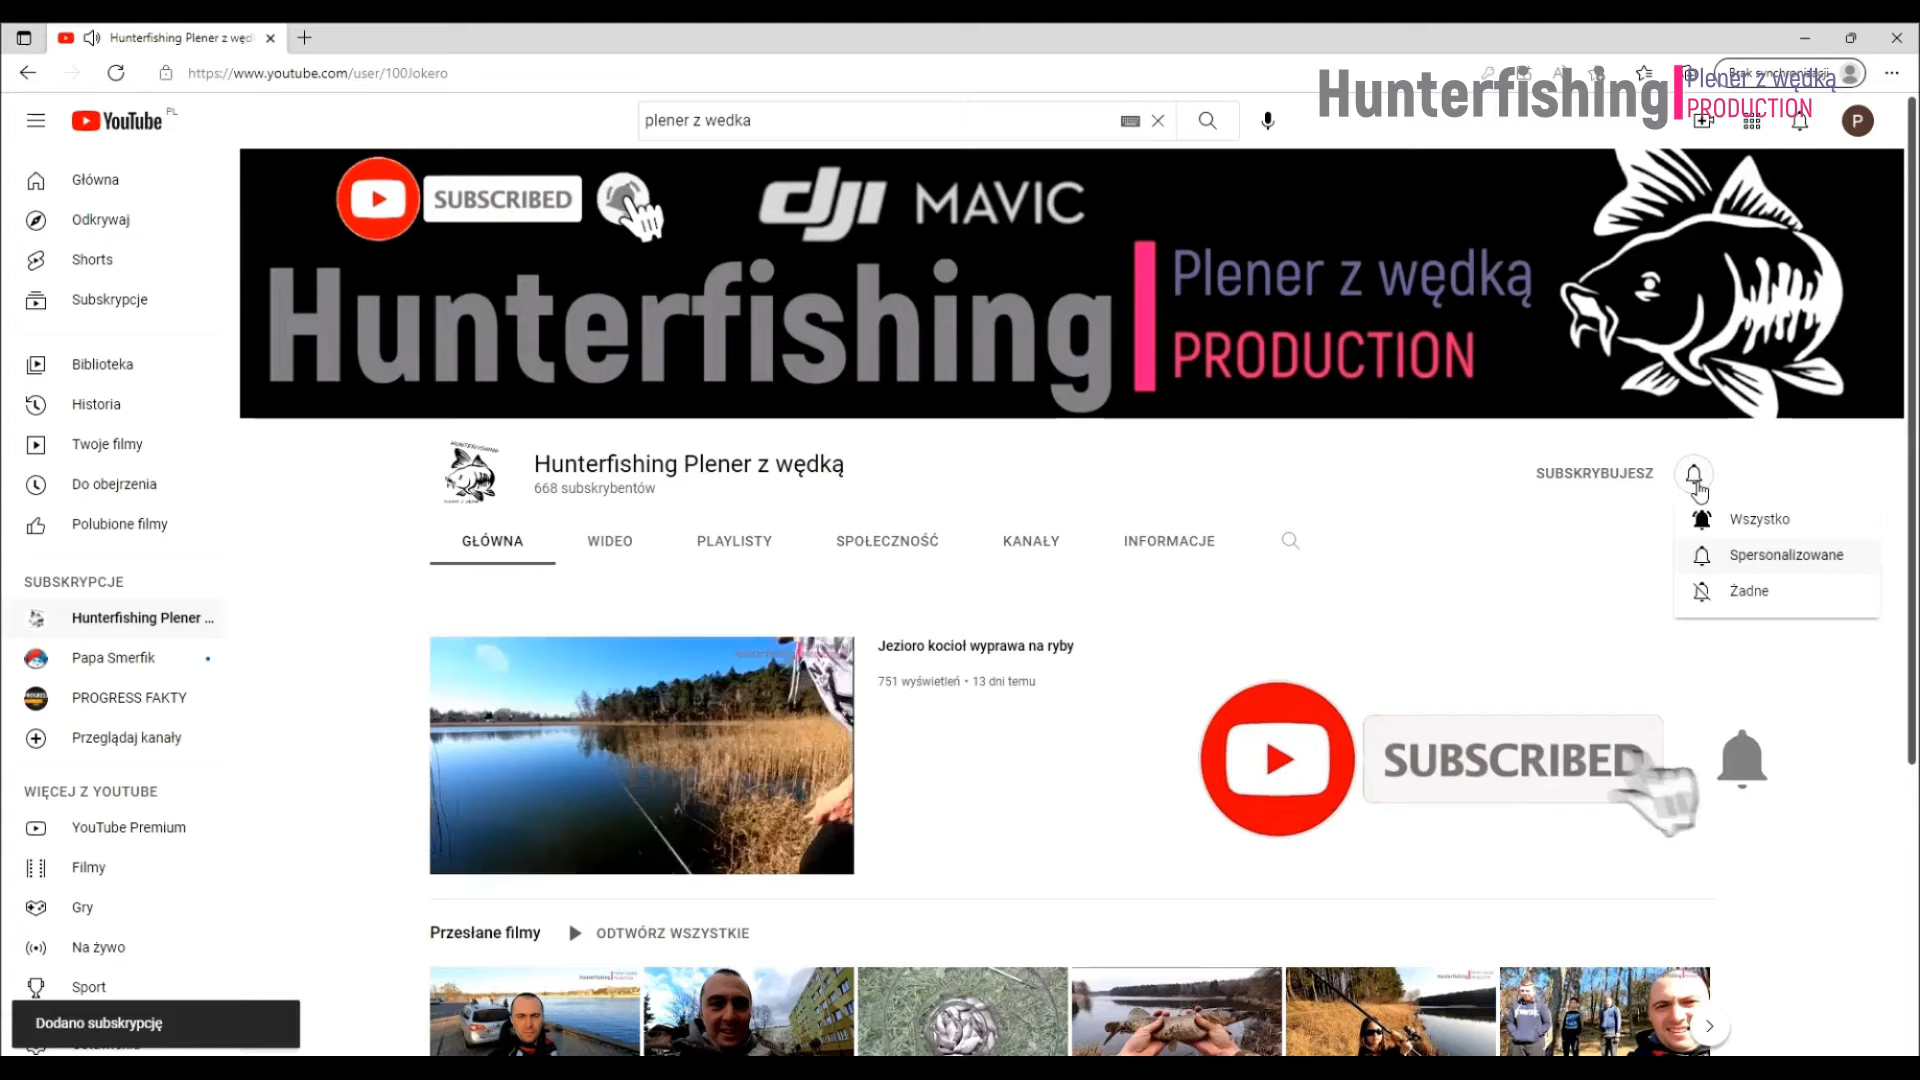 Hunterfishing Plener z węd
https://www.youtube.com/user/100Jokero
Brak synchronizacji
Hunterfishing
Plener z wędką
PRODUCTION
YouTube PL
plener z wedka
P
SUBSCRIBED
dji MAVIC
Hunterfishing
Plener z wędką
PRODUCTION
Główna
Odkrywaj
Shorts
Subskrypcje
Biblioteka
Historia
Twoje filmy
Do obejrzenia
Polubione filmy
SUBSKRYPCJE
Hunterfishing Plener ...
Papa Smerfik
PROGRESS FAKTY
Przeglądaj kanały
WIĘCEJ Z YOUTUBE
YouTube Premium
Filmy
Gry
Na żywo
Sport
Dodano subskrypcję
HUNTERFISHING
Hunterfishing Plener z wędką
668 subskrybentów
SUBSKRYBUJESZ
Wszystko
Spersonalizowane
Żadne
GŁÓWNA
WIDEO
PLAYLISTY
SPOŁECZNOŚĆ
KANAŁY
INFORMACJE
Jezioro kocioł wyprawa na ryby
751 wyświetleń • 13 dni temu
SUBSCRIBED
Przesłane filmy
ODTWÓRZ WSZYSTKIE